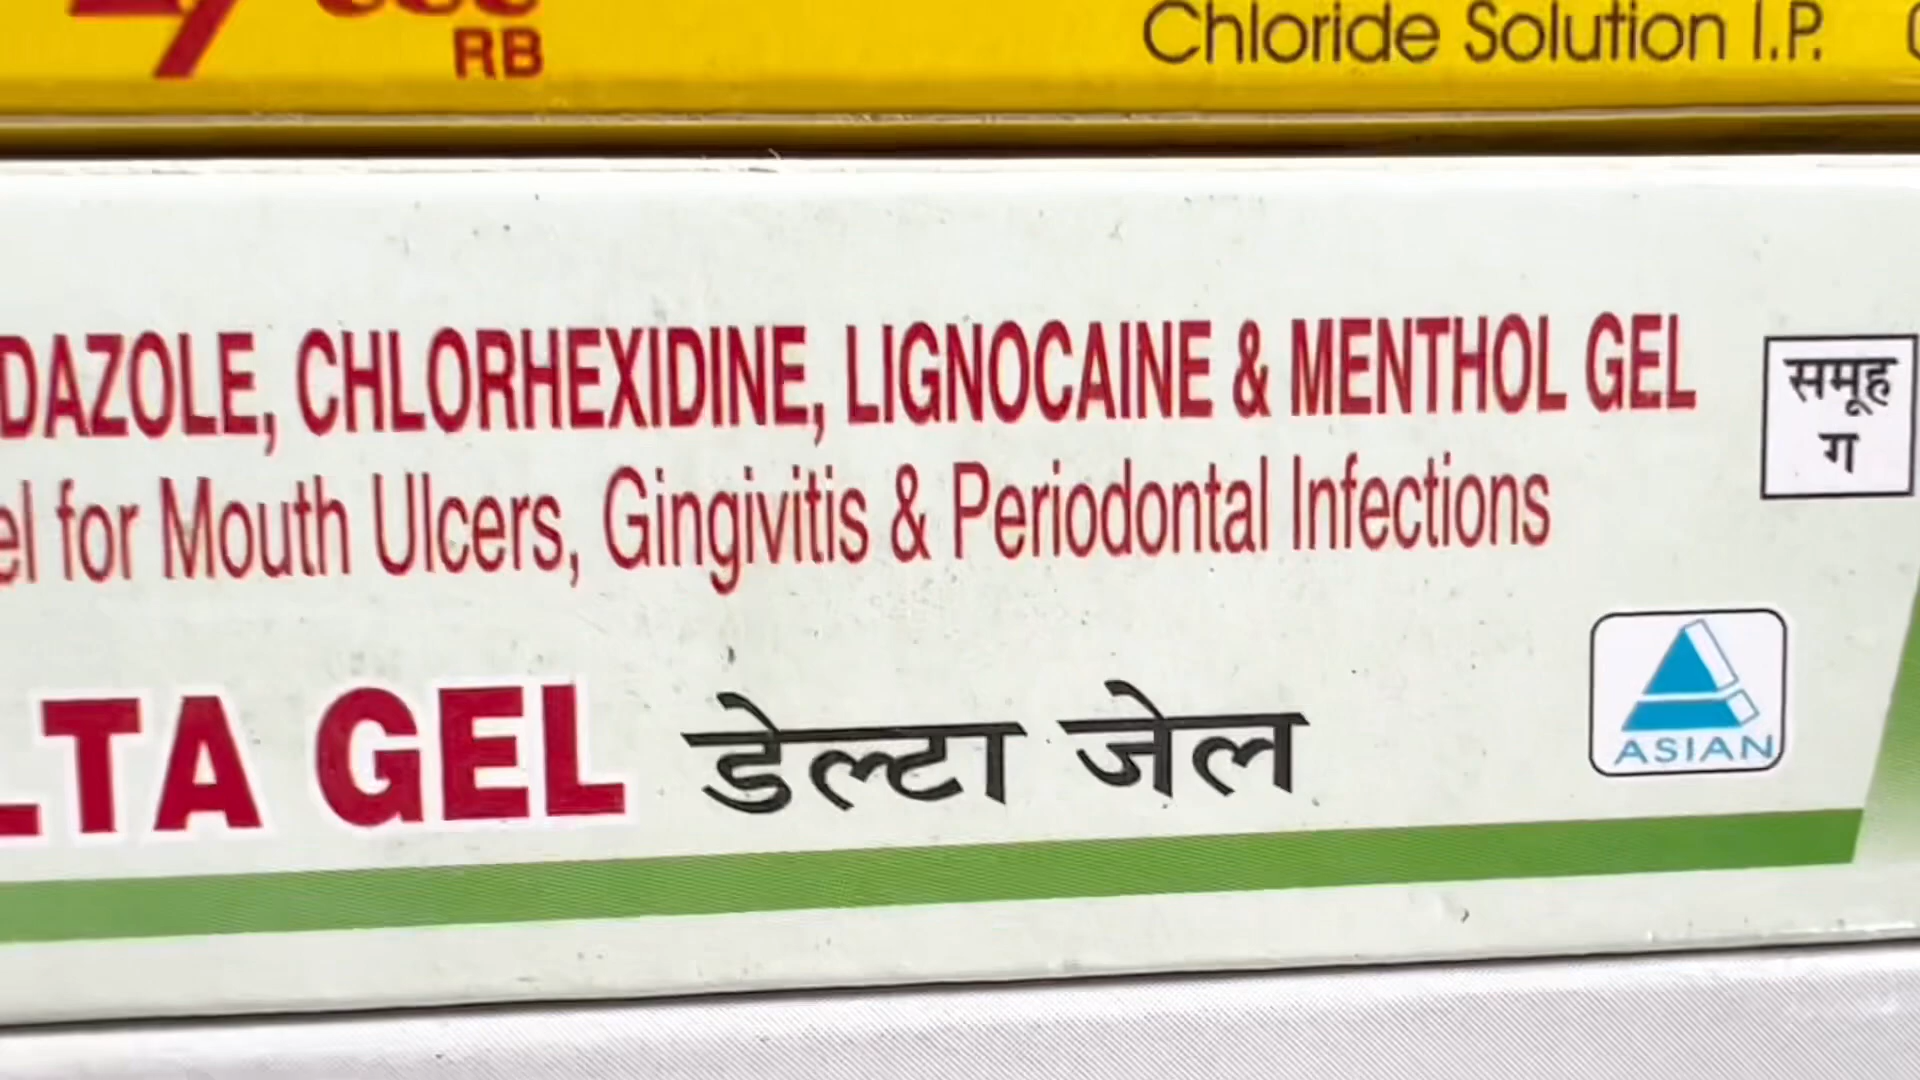 RB
Chloride Solution I.P.
DAZOLE, CHLORHEXIDINE, LIGNOCAINE & MENTHOL GEL
el for Mouth Ulcers, Gingivitis & Periodontal Infections
समूह
ग
LTA GEL डेल्टा जेल
ASIAN